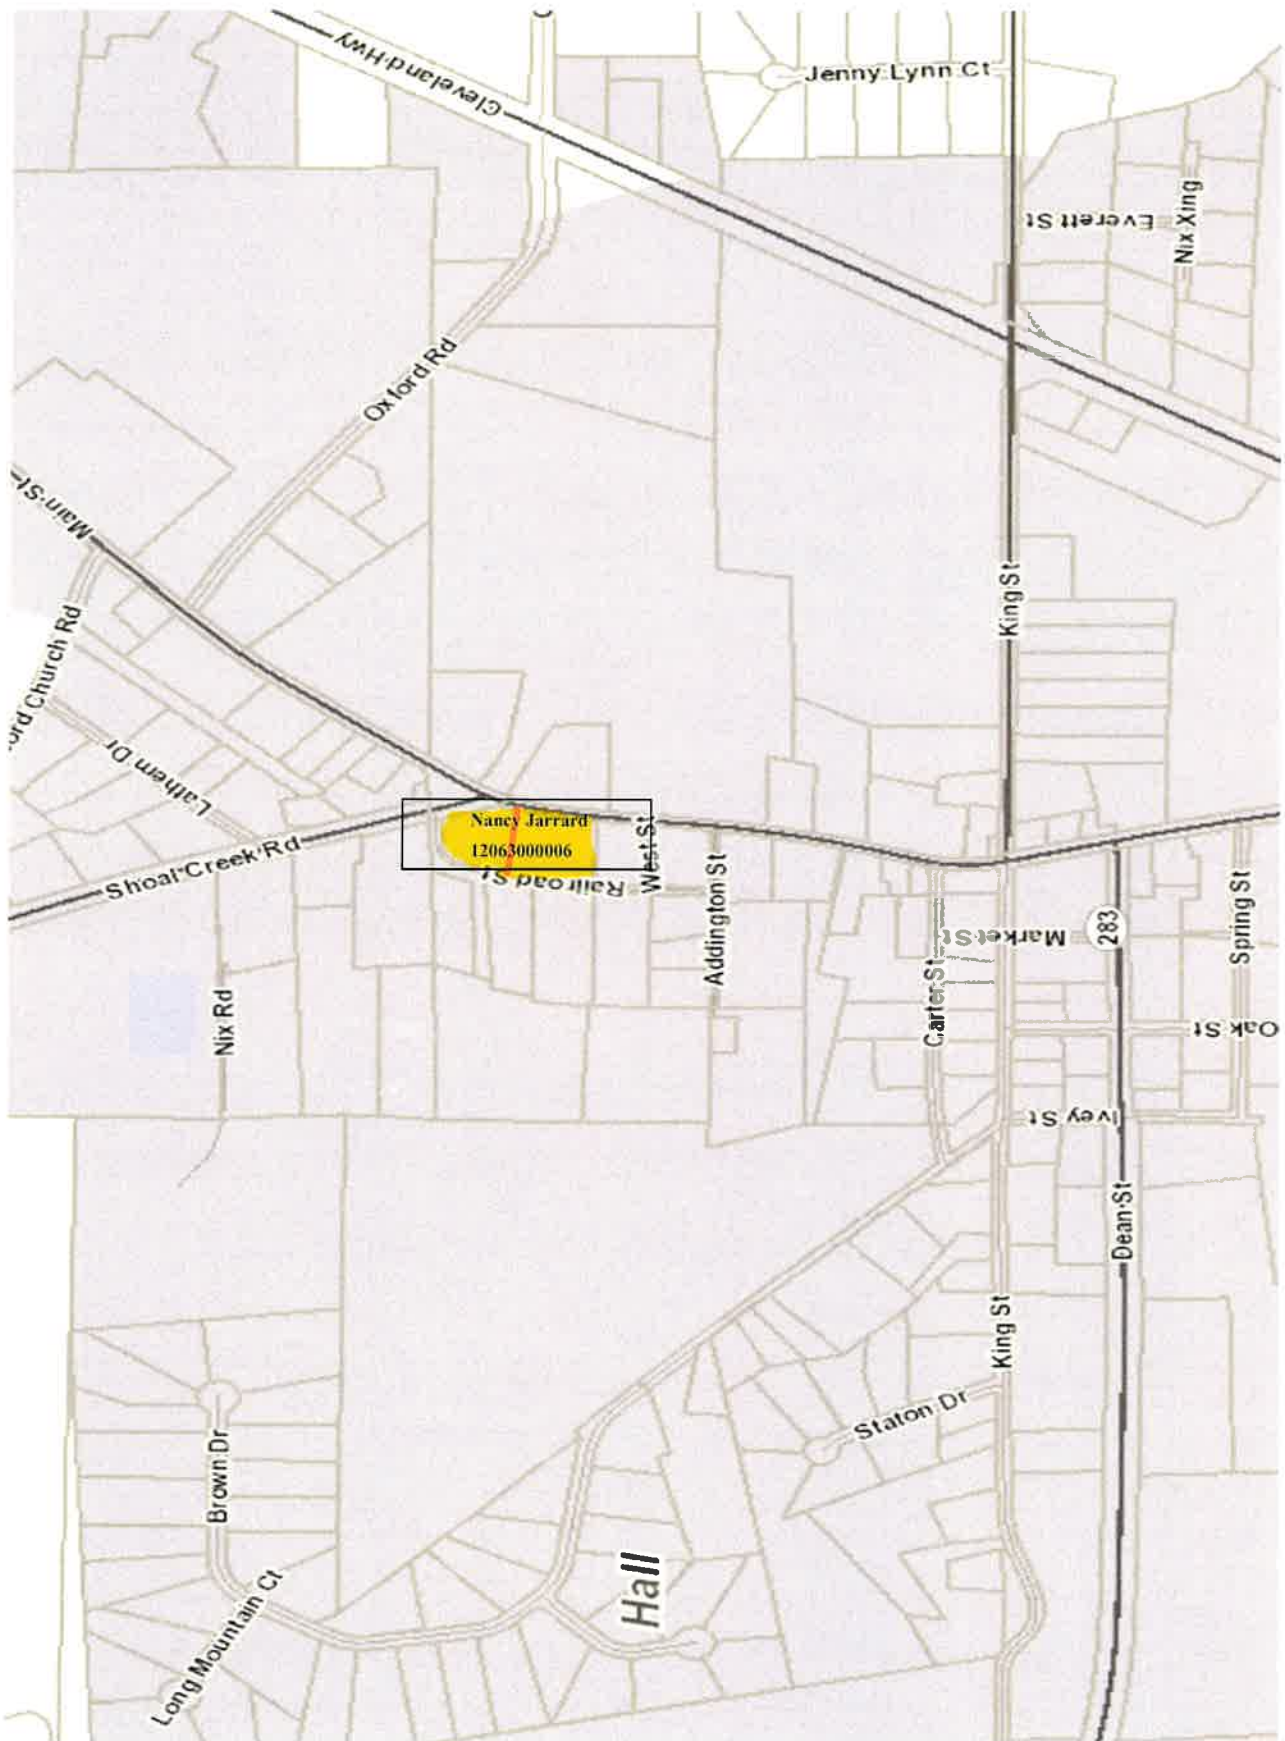 Cleveland Hwy
Jenny Lynn Ct
Everett St
Nix Xing
Oxford Rd
Main St
ord Church Rd
Lathem Dr
King St
Shoal Creek Rd
Nancy Jarrard
12063000006
Railroad St
West St
Addington St
Market St
283
Spring St
Carter St
Nix Rd
Oak St
Ivey St
Dean St
King St
Staton Dr
Brown Dr
Hall
Long Mountain Ct